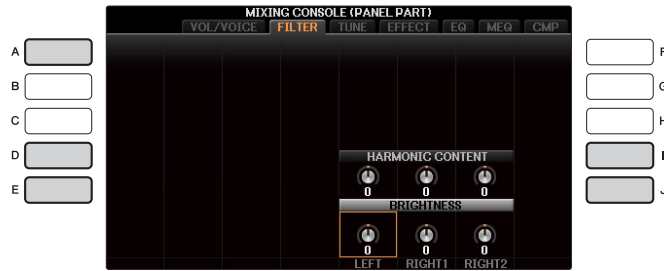 MIXING CONSOLE (PANEL PART)
VOL/VOICE FILTER TUNE EFFECT EQ MEQ CMP
A
B
C
D
E
F
G
H
I
J
HARMONIC CONTENT
0 0 0
BRIGHTNESS
0 0 0
LEFT RIGHT1 RIGHT2